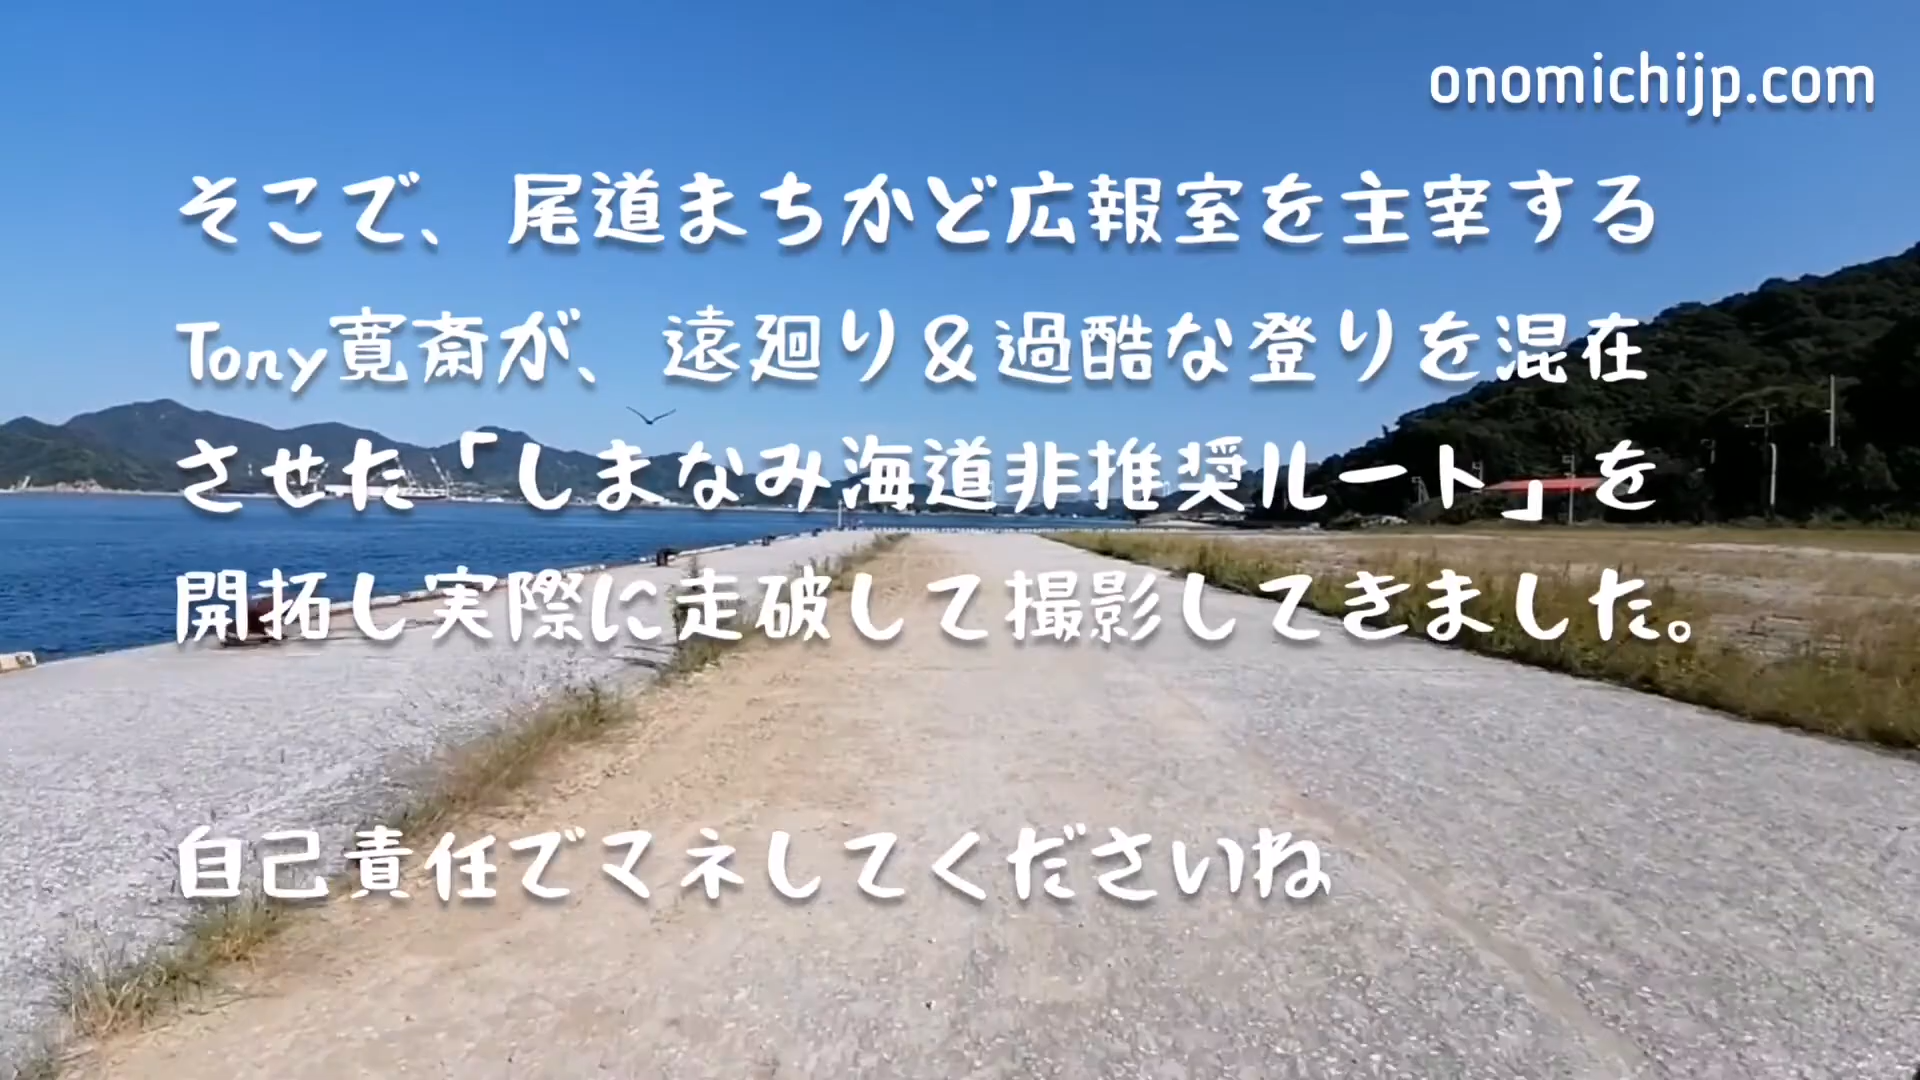 onomichijp.com
そこで、尾道まちかど広報室を主宰する
Tony寛斎が、遠廻り＆過酷な登りを混在
させた「しまなみ海道非推奨ルート」を
開拓し実際に走破して撮影してきました。
自己責任でマネしてくださいね